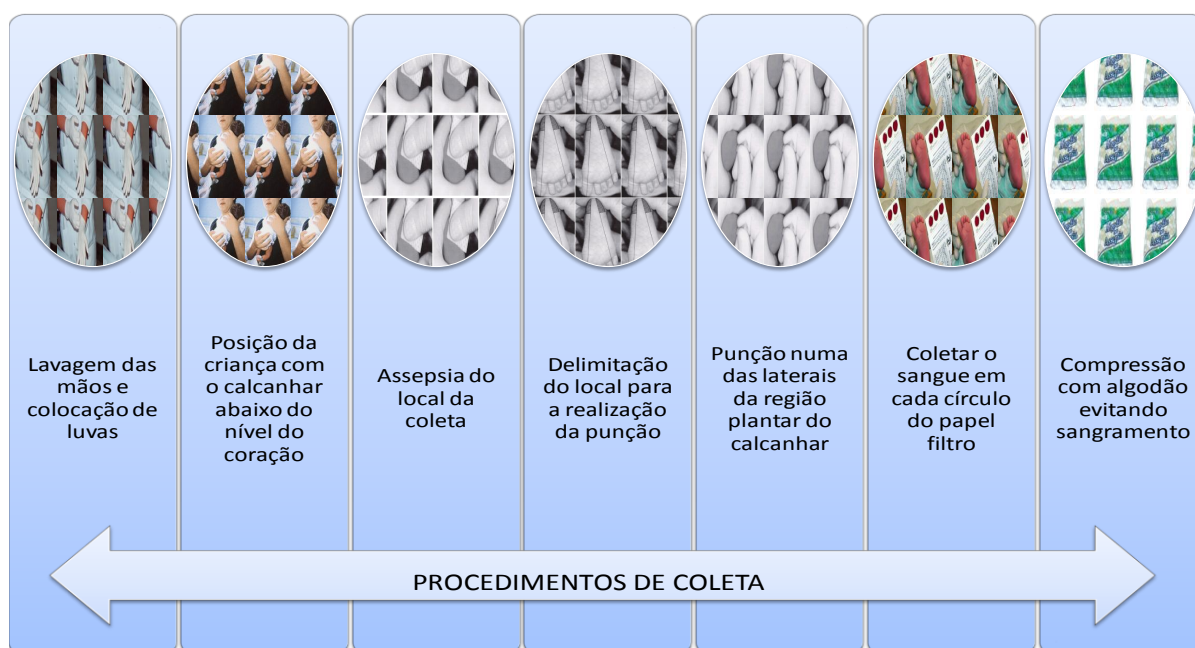 Lavagem das
mãos e
colocação de
luvas
Posição da
criança com
o calcanhar
abaixo do
nível do
coração
Assepsia do
local da
coleta
Delimitação
do local para
a realização
da punção
Punção numa
das laterais
da região
plantar do
calcanhar
Coletar o
sangue em
cada círculo
do papel
filtro
Compressão
com algodão
evitando
sangramento
PROCEDIMENTOS DE COLETA